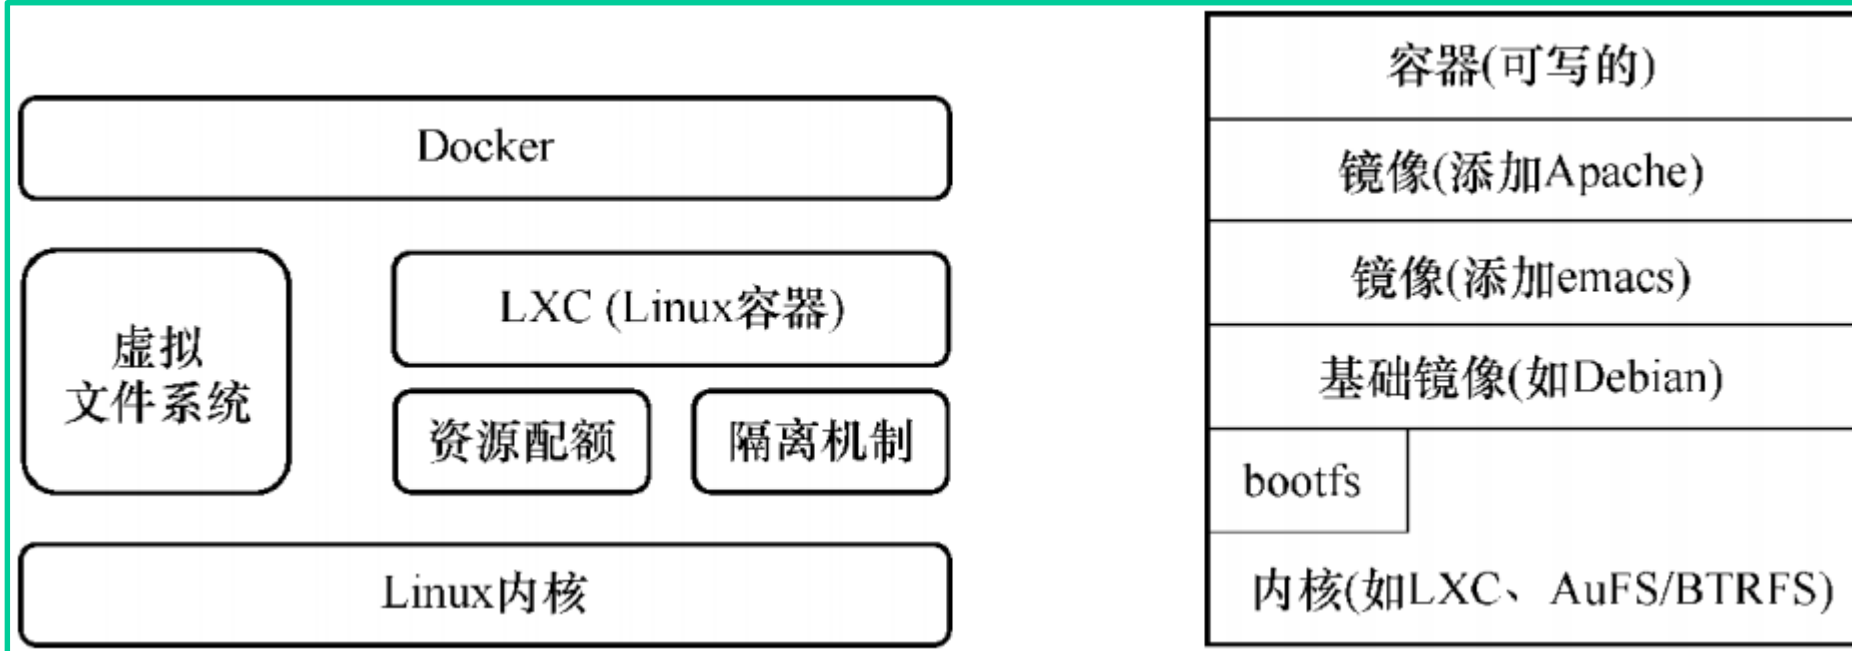 Docker
虚拟
文件系统
LXC (Linux容器)
资源配额
隔离机制
Linux内核
容器(可写的)
镜像(添加Apache)
镜像(添加emacs)
基础镜像(如Debian)
bootfs
内核(如LXC、AuFS/BTRFS)